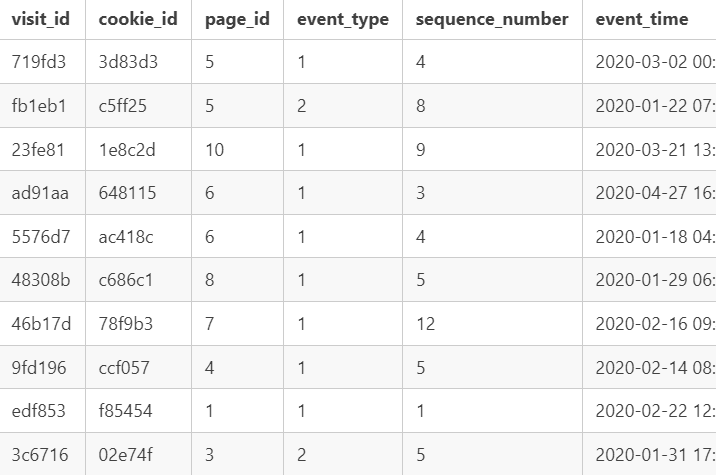 visit_id cookie_id page_id event_type sequence_number event_time
719fd3 3d83d3 5 1 4 2020-03-02 00:
fb1eb1 c5ff25 5 2 8 2020-01-22 07:
23fe81 1e8c2d 10 1 9 2020-03-21 13:
ad91aa 648115 6 1 3 2020-04-27 16:
5576d7 ac418c 6 1 4 2020-01-18 04:
48308b c686c1 8 1 5 2020-01-29 06:
46b17d 78f9b3 7 1 12 2020-02-16 09:
9fd196 ccf057 4 1 5 2020-02-14 08:
edf853 f85454 1 1 1 2020-02-22 12:
3c6716 02e74f 3 2 5 2020-01-31 17: